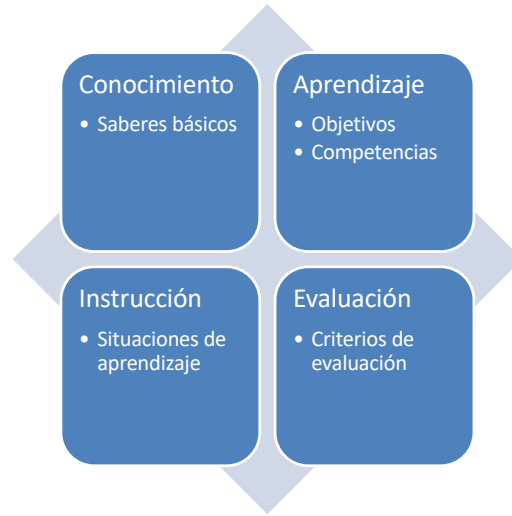 Conocimiento
• Saberes básicos
Aprendizaje
• Objetivos
• Competencias
Instrucción
• Situaciones de
aprendizaje
Evaluación
• Criterios de
evaluación